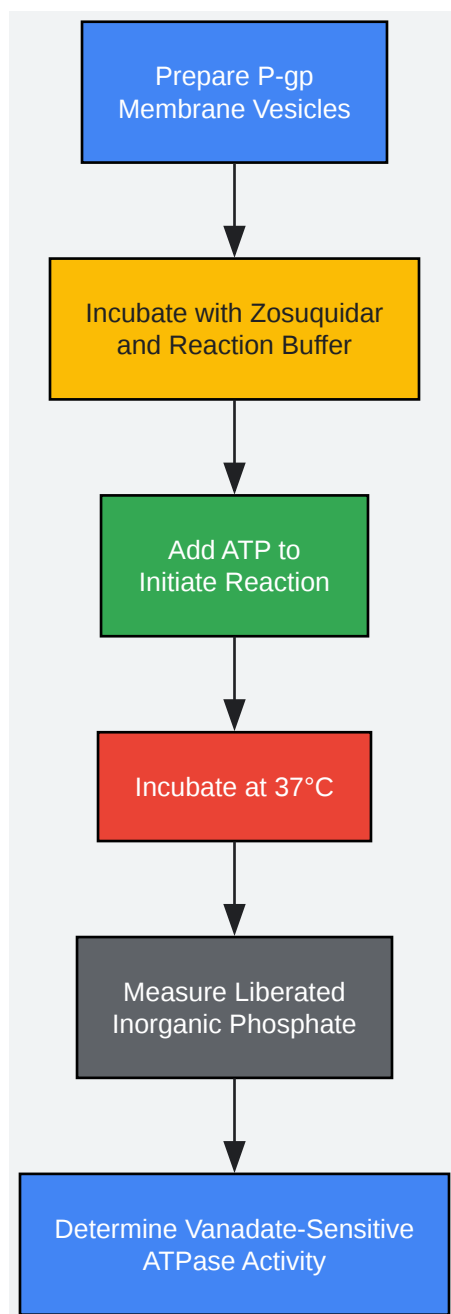 Prepare P-gp
Membrane Vesicles
Incubate with Zosuquidar
and Reaction Buffer
Add ATP to
Initiate Reaction
Incubate at 37°C
Measure Liberated
Inorganic Phosphate
Determine Vanadate-Sensitive
ATPase Activity